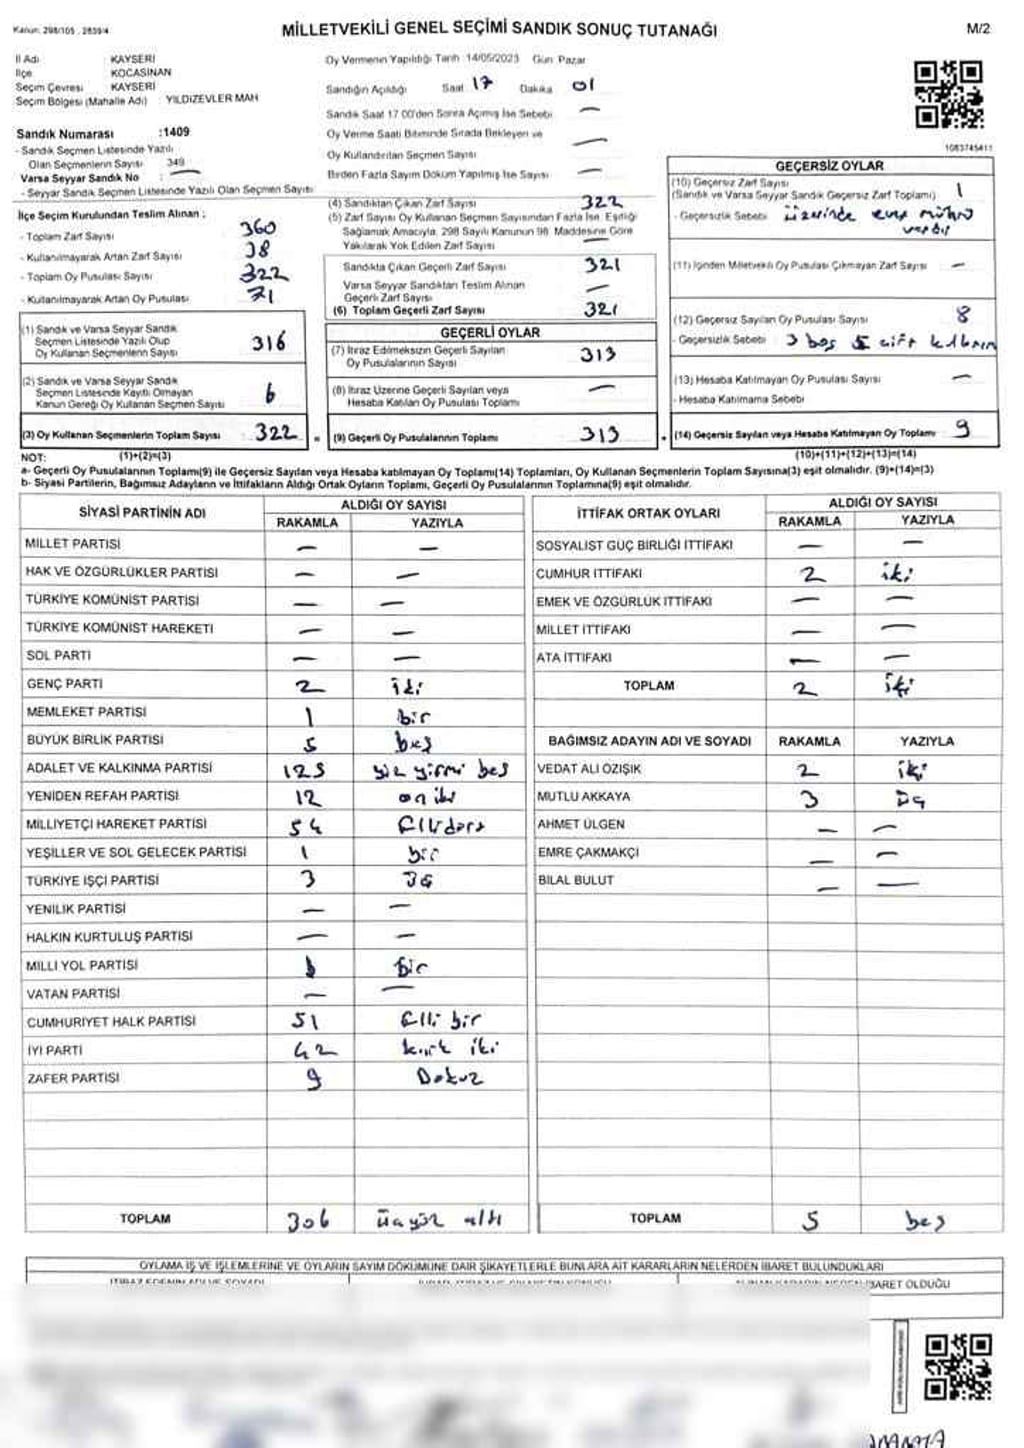 Kanun: 298/105 , 2839/4
MİLLETVEKİLİ GENEL SEÇİMİ SANDIK SONUÇ TUTANAĞI
M/2
İl Adı : KAYSERİ
İlçe : KOCASİNAN
Seçim Çevresi : KAYSERİ
Seçim Bölgesi (Mahalle Adı) : YILDIZEVLER MAH
Sandık Numarası :1409
- Sandık Seçmen Listesinde Yazılı
Olan Seçmenlerin Sayısı : 349
Varsa Seyyar Sandık No : —
- Seyyar Sandık Seçmen Listesinde Yazılı Olan Seçmen Sayısı
İlçe Seçim Kurulundan Teslim Alınan :
- Toplam Zarf Sayısı 360
- Kullanılmayarak Artan Zarf Sayısı 38
- Toplam Oy Pusulası Sayısı 322
- Kullanılmayarak Artan Oy Pusulası 71
(1) Sandık ve Varsa Seyyar Sandık
Seçmen Listesinde Yazılı Olup
Oy Kullanan Seçmenlerin Sayısı 316
(2) Sandık ve Varsa Seyyar Sandık
Seçmen Listesinde Kayıtlı Olmayan
Kanun Gereği Oy Kullanan Seçmen Sayısı 6
(3) Oy Kullanan Seçmenlerin Toplam Sayısı 322
Oy Vermenin Yapıldığı Tarih 14/05/2023 Gün Pazar
Sandığın Açıldığı Saat 17 Dakika 01
Sandık Saat 17.00'den Sonra Açımış İse Sebebi —
Oy Verme Saati Bitiminde Sırada Bekleyen ve
Oy Kullandırılan Seçmen Sayısı —
Birden Fazla Sayım Döküm Yapılmış İse Sayısı —
(4) Sandıktan Çıkan Zarf Sayısı 322
(5) Zarf Sayısı Oy Kullanan Seçmen Sayısından Fazla İse, Eşitliği
Sağlamak Amacıyla, 298 Sayılı Kanunun 98. Maddesine Göre
Yakılarak Yok Edilen Zarf Sayısı —
Sandıkta Çıkan Geçerli Zarf Sayısı 321
Varsa Seyyar Sandıktan Teslim Alınan
Geçerli Zarf Sayısı —
(6) Toplam Geçerli Zarf Sayısı 321
GEÇERLİ OYLAR
(7) İtiraz Edilmeksizin Geçerli Sayılan
Oy Pusulalarının Sayısı 313
(8) İtiraz Üzerine Geçerli Sayılan veya
Hesaba Katılan Oy Pusulası Toplamı —
= (9) Geçerli Oy Pusulalarının Toplamı 313
1083745411
GEÇERSİZ OYLAR
(10) Geçersiz Zarf Sayısı
(Sandık ve Varsa Seyyar Sandık Geçersiz Zarf Toplamı) 1
- Geçersizlik Sebebi üzerinde evet mührü
vardır
(11) İçinden Milletvekili Oy Pusulası Çıkmayan Zarf Sayısı —
(12) Geçersiz Sayılan Oy Pusulası Sayısı 8
- Geçersizlik Sebebi 3 boş 5 çift
(13) Hesaba Katılmayan Oy Pusulası Sayısı —
- Hesaba Katılmama Sebebi
(14) Geçersiz Sayılan veya Hesaba Katılmayan Oy Toplamı 9
NOT: (1)+(2)=(3)
(10)+(11)+(12)+(13)=(14)
a- Geçerli Oy Pusulalarının Toplamı(9) ile Geçersiz Sayılan veya Hesaba katılmayan Oy Toplamı(14) Toplamları, Oy Kullanan Seçmenlerin Toplam Sayısına(3) eşit olmalıdır. (9)+(14)=(3)
b- Siyasi Partilerin, Bağımsız Adayların ve İttifakların Aldığı Ortak Oyların Toplamı, Geçerli Oy Pusulalarının Toplamına(9) eşit olmalıdır.
SİYASİ PARTİNİN ADI ALDIĞI OY SAYISI
RAKAMLA YAZIYLA
MİLLET PARTİSİ — —
HAK VE ÖZGÜRLÜKLER PARTİSİ — —
TÜRKİYE KOMÜNİST PARTİSİ — —
TÜRKİYE KOMÜNİST HAREKETİ — —
SOL PARTİ — —
GENÇ PARTİ 2 iki
MEMLEKET PARTİSİ 1 bir
BÜYÜK BİRLİK PARTİSİ 5 beş
ADALET VE KALKINMA PARTİSİ 125 yüz yirmi beş
YENİDEN REFAH PARTİSİ 12 on iki
MİLLİYETÇİ HAREKET PARTİSİ 54 Ellidört
YEŞİLLER VE SOL GELECEK PARTİSİ 1 bir
TÜRKİYE İŞÇİ PARTİSİ 3 üç
YENİLİK PARTİSİ — —
HALKIN KURTULUŞ PARTİSİ — —
MİLLİ YOL PARTİSİ 1 bir
VATAN PARTİSİ — —
CUMHURİYET HALK PARTİSİ 51 Elli bir
İYİ PARTİ 42 kırk iki
ZAFER PARTİSİ 9 Dokuz
TOPLAM 306 üçyüz altı
İTTİFAK ORTAK OYLARI ALDIĞI OY SAYISI
RAKAMLA YAZIYLA
SOSYALİST GÜÇ BİRLİĞİ İTTİFAKI — —
CUMHUR İTTİFAKI 2 iki
EMEK VE ÖZGÜRLÜK İTTİFAKI — —
MİLLET İTTİFAKI — —
ATA İTTİFAKI — —
TOPLAM 2 iki
BAĞIMSIZ ADAYIN ADI VE SOYADI RAKAMLA YAZIYLA
VEDAT ALİ ÖZIŞIK 2 iki
MUTLU AKKAYA 3 üç
AHMET ÜLGEN — —
EMRE ÇAKMAKÇI — —
BİLAL BULUT — —
TOPLAM 5 beş
OYLAMA İŞ VE İŞLEMLERİNE VE OYLARIN SAYIM DÖKÜMÜNE DAİR ŞİKAYETLERLE BUNLARA AİT KARARLARIN NELERDEN İBARET BULUNDUKLARI
İTİRAZ EDENİN ADI VE SOYADI
İBARET OLDUĞU